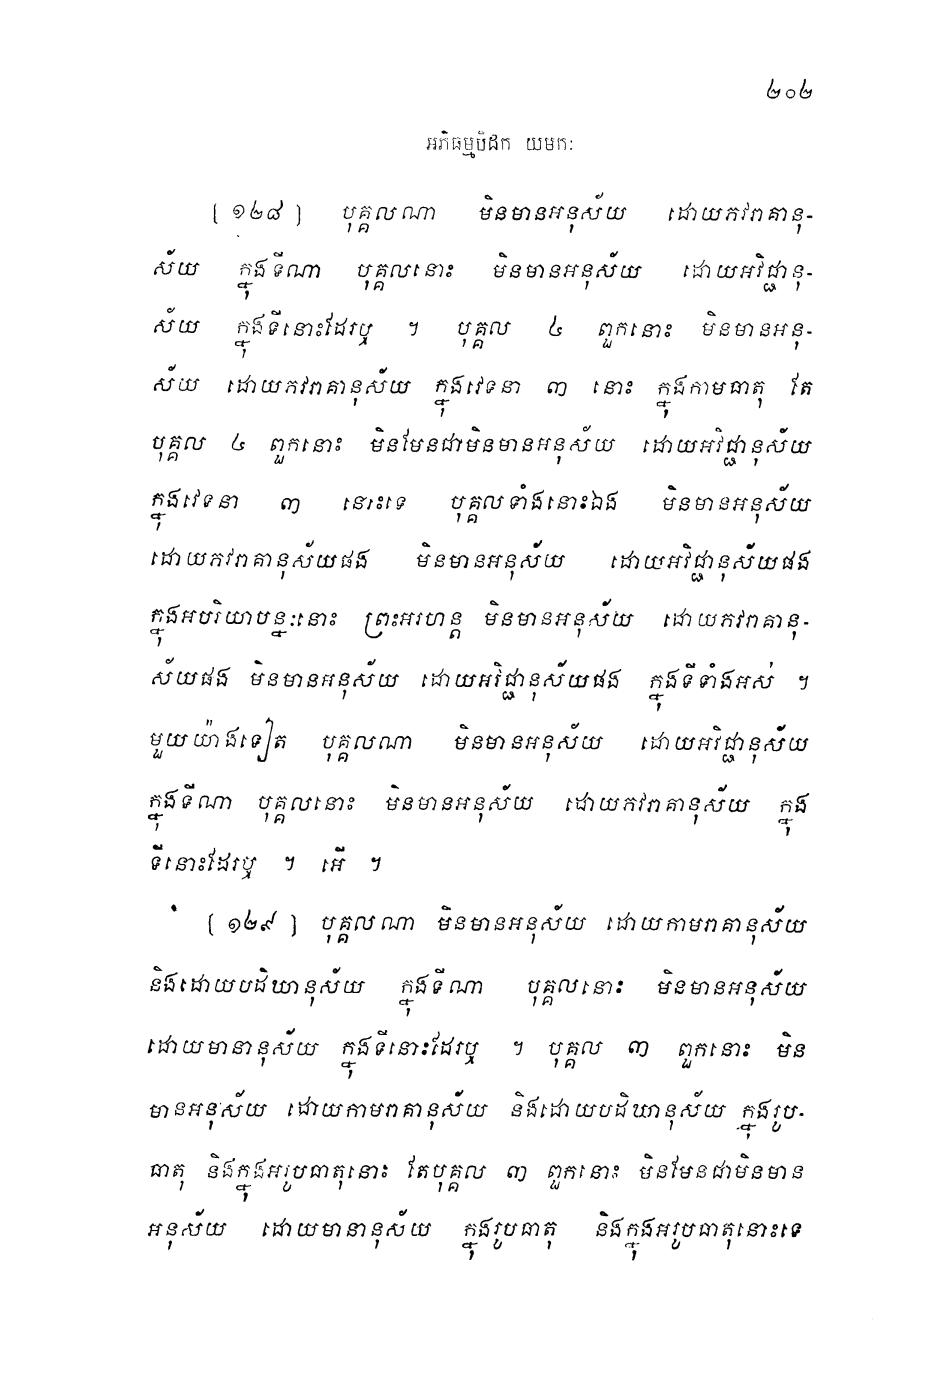 ២០២
អភិធម្មបិដក យមកៈ
[១២៨] បុគ្គលណា មិនមានអនុស័យ ដោយភវរាគានុ-
ស័យ ក្នុងទីណា បុគ្គលនោះ មិនមានអនុស័យ ដោយអវិជ្ជានុ-
ស័យ ក្នុងទីនោះដែរឬ ។ បុគ្គល ៤ ពួកនោះ មិនមានអនុ-
ស័យ ដោយភវរាគានុស័យ ក្នុងវេទនា ៣ នោះ ក្នុងកាមធាតុ តែ
បុគ្គល ៤ ពួកនោះ មិនមែនជាមិនមានអនុស័យ ដោយអវិជ្ជានុស័យ
ក្នុងវេទនា ៣ នោះទេ បុគ្គលទាំងនោះឯង មិនមានអនុស័យ
ដោយភវរាគានុស័យផង មិនមានអនុស័យ ដោយអវិជ្ជានុស័យផង
ក្នុងអបរិយាបន្នៈនោះ ព្រះអរហន្ត មិនមានអនុស័យ ដោយភវរាគានុ-
ស័យផង មិនមានអនុស័យ ដោយអវិជ្ជានុស័យផង ក្នុងទីទាំងអស់ ។
មួយយ៉ាងទៀត បុគ្គលណា មិនមានអនុស័យ ដោយអវិជ្ជានុស័យ
ក្នុងទីណា បុគ្គលនោះ មិនមានអនុស័យ ដោយភវរាគានុស័យ ក្នុង
ទីនោះដែរឬ ។ អើ ។
[១២៩] បុគ្គលណា មិនមានអនុស័យ ដោយកាមរាគានុស័យ
និងដោយបដិឃានុស័យ ក្នុងទីណា បុគ្គលនោះ មិនមានអនុស័យ
ដោយមានានុស័យ ក្នុងទីនោះដែរឬ ។ បុគ្គល ៣ ពួកនោះ មិន
មានអនុស័យ ដោយកាមរាគានុស័យ និងដោយបដិឃានុស័យ ក្នុងរូប-
ធាតុ និងក្នុងអរូបធាតុនោះ តែបុគ្គល ៣ ពួកនោះ មិនមែនជាមិនមាន
អនុស័យ ដោយមានានុស័យ ក្នុងរូបធាតុ និងក្នុងអរូបធាតុនោះទេ